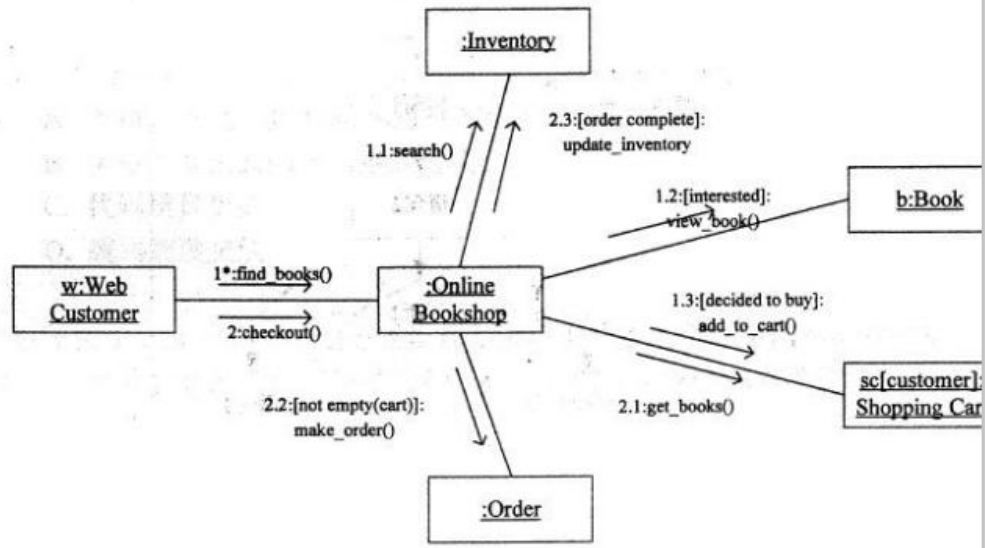 :Inventory
1.1:search()
2.3:[order complete]:
update_inventory
1.2:[interested]:
view_book()
b:Book
w:Web
Customer
1*:find_books()
2:checkout()
:Online
Bookshop
1.3:[decided to buy]:
add_to_cart()
2.1:get_books()
sc[customer]:
Shopping Car
2.2:[not empty(cart)]:
make_order()
:Order